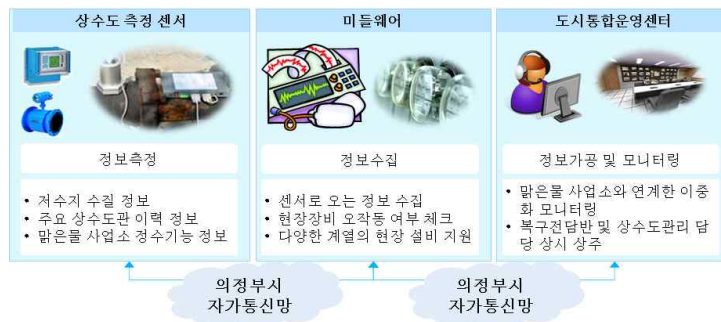 상수도 측정 센서
정보측정
• 저수지 수질 정보
• 주요 상수도관 이력 정보
• 맑은물 사업소 정수기능 정보
미들웨어
정보수집
• 센서로 오는 정보 수집
• 현장장비 오작동 여부 체크
• 다양한 계열의 현장 설비 지원
도시통합운영센터
정보가공 및 모니터링
• 맑은물 사업소와 연계한 이중
화 모니터링
• 복구전담반 및 상수도관리 담
당 상시 상주
의정부시
자가통신망
의정부시
자가통신망